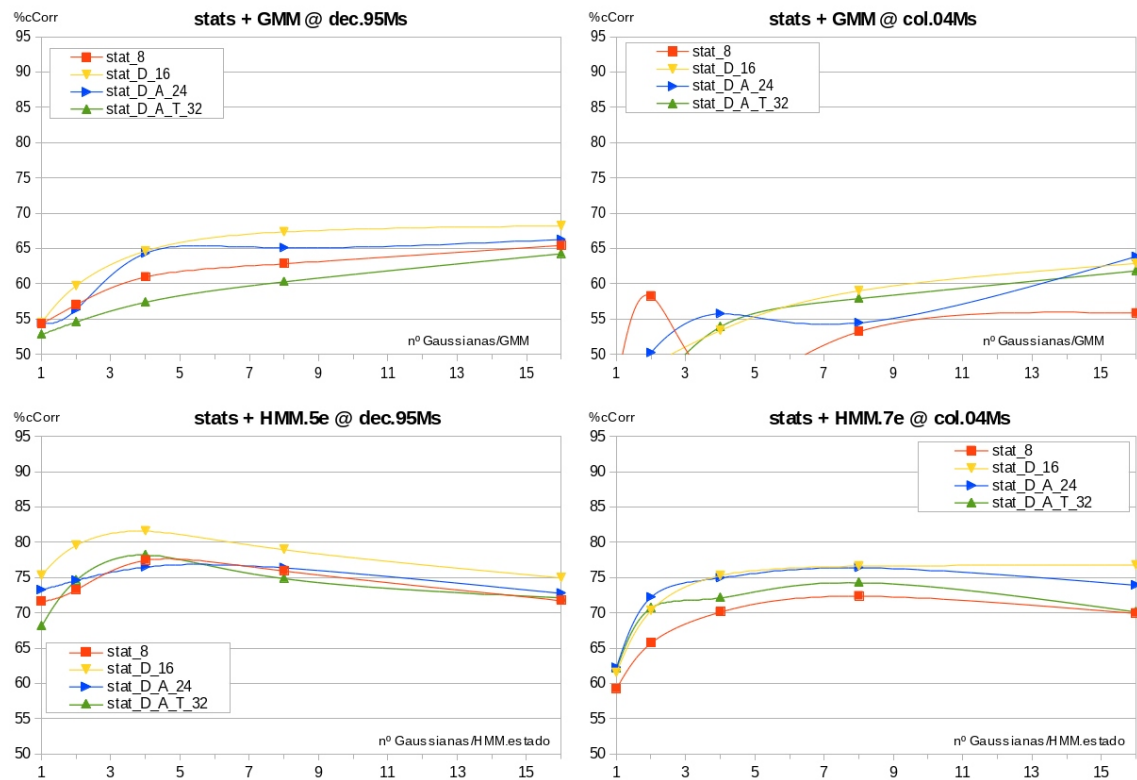 %cCorr
stats + GMM @ dec.95Ms
95
90
85
80
75
70
65
60
55
50
stat_8
stat_D_16
stat_D_A_24
stat_D_A_T_32
nº Gaussianas/GMM
1 3 5 7 9 11 13 15
%cCorr
stats + GMM @ col.04Ms
95
90
85
80
75
70
65
60
55
50
stat_8
stat_D_16
stat_D_A_24
stat_D_A_T_32
nº Gaussianas/GMM
1 3 5 7 9 11 13 15
%cCorr
stats + HMM.5e @ dec.95Ms
95
90
85
80
75
70
65
60
55
50
stat_8
stat_D_16
stat_D_A_24
stat_D_A_T_32
nº Gaussianas/HMM.estado
1 3 5 7 9 11 13 15
%cCorr
stats + HMM.7e @ col.04Ms
95
90
85
80
75
70
65
60
55
50
stat_8
stat_D_16
stat_D_A_24
stat_D_A_T_32
nº Gaussianas/HMM.estado
1 3 5 7 9 11 13 15